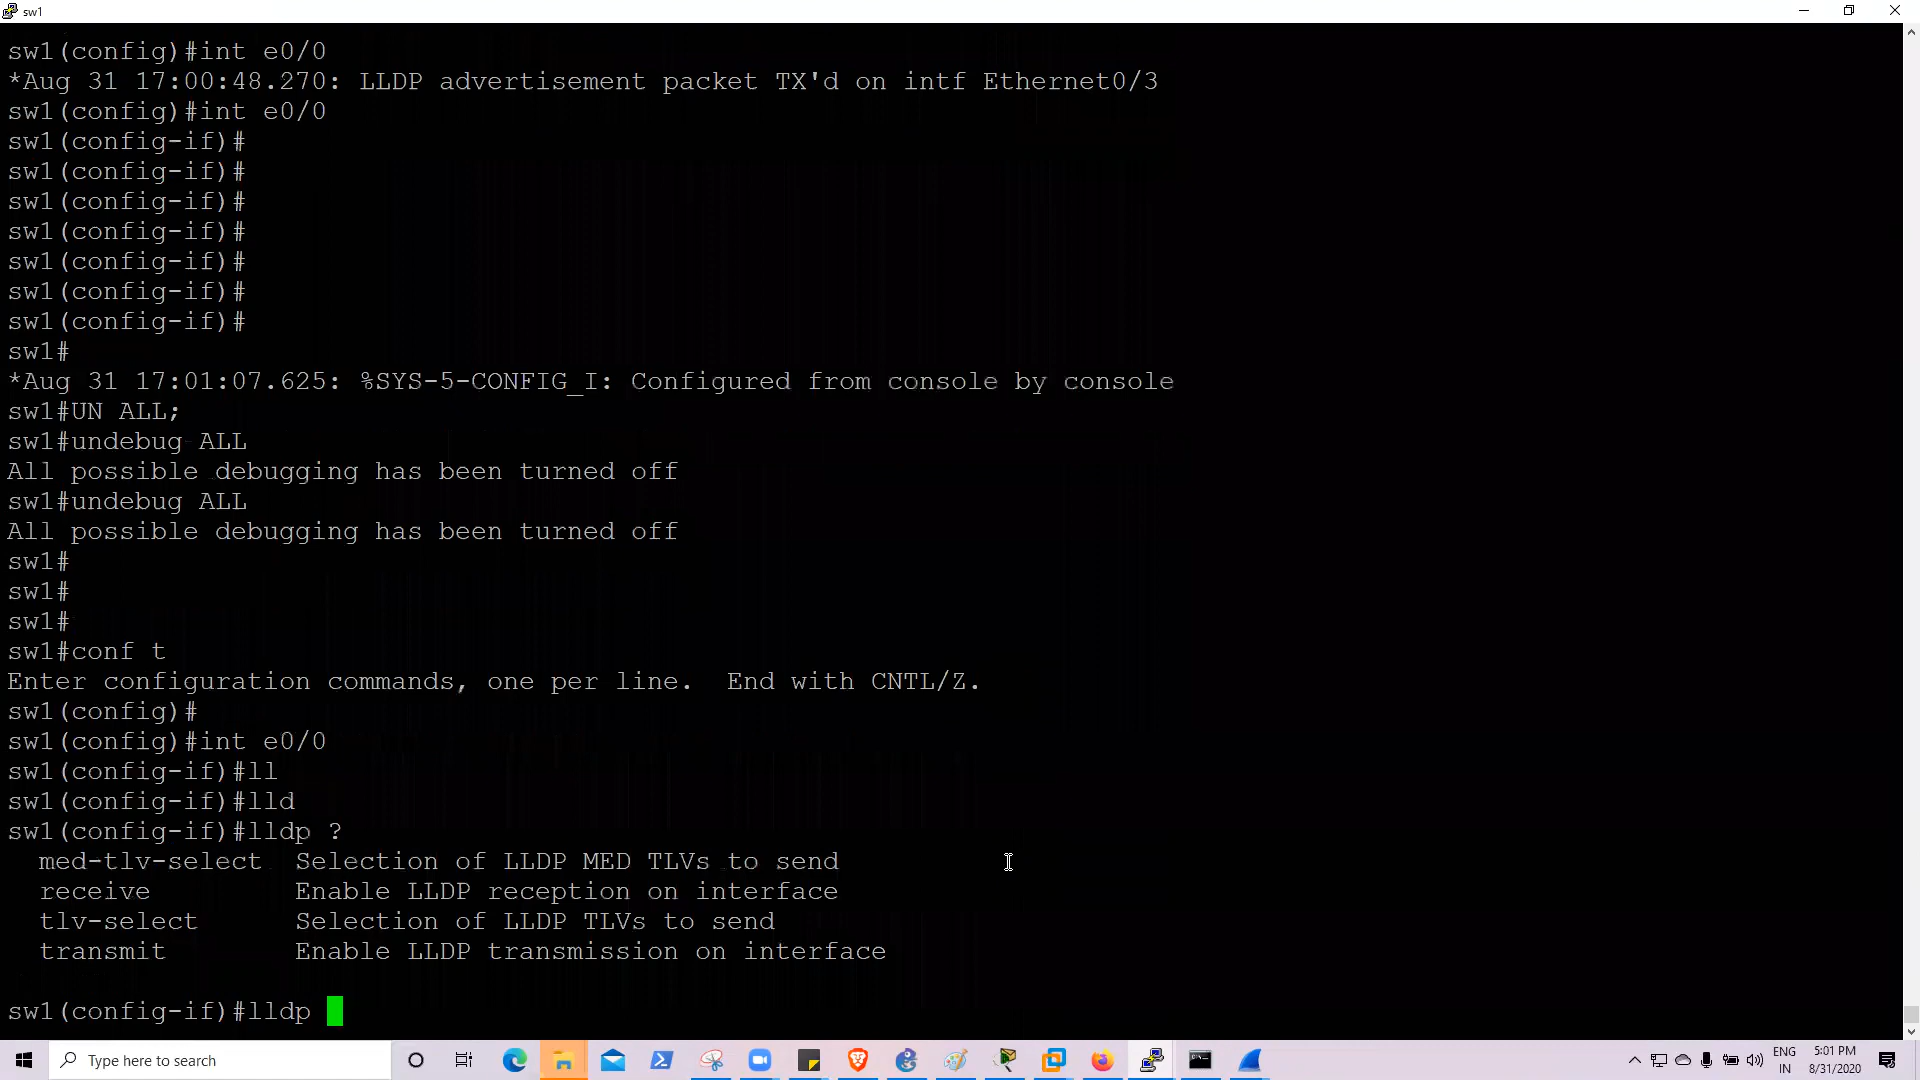 sw1
sw1(config)#int e0/0
*Aug 31 17:00:48.270: LLDP advertisement packet TX'd on intf Ethernet0/3
sw1(config)#int e0/0
sw1(config-if)#
sw1(config-if)#
sw1(config-if)#
sw1(config-if)#
sw1(config-if)#
sw1(config-if)#
sw1(config-if)#
sw1#
*Aug 31 17:01:07.625: %SYS-5-CONFIG_I: Configured from console by console
sw1#UN ALL;
sw1#undebug ALL
All possible debugging has been turned off
sw1#undebug ALL
All possible debugging has been turned off
sw1#
sw1#
sw1#
sw1#conf t
Enter configuration commands, one per line.  End with CNTL/Z.
sw1(config)#
sw1(config)#int e0/0
sw1(config-if)#ll
sw1(config-if)#lld
sw1(config-if)#lldp ?
  med-tlv-select  Selection of LLDP MED TLVs to send
  receive         Enable LLDP reception on interface
  tlv-select      Selection of LLDP TLVs to send
  transmit        Enable LLDP transmission on interface
sw1(config-if)#lldp
Type here to search
ENG
IN
5:01 PM
8/31/2020